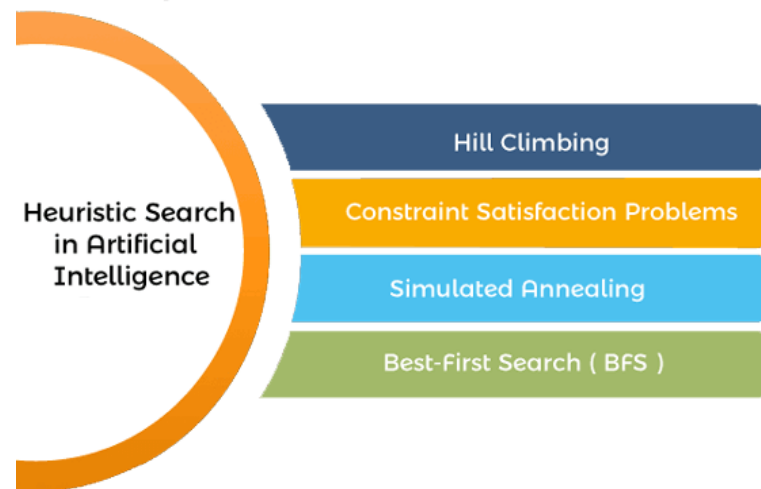 Heuristic Search
in Artificial
Intelligence
Hill Climbing
Constraint Satisfaction Problems
Simulated Annealing
Best-First Search ( BFS )